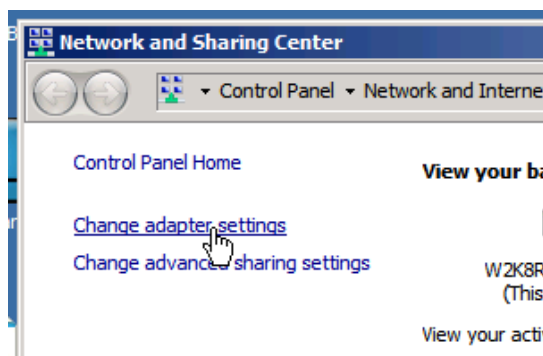 Network and Sharing Center
Control Panel Network and Interne
Control Panel Home
View your ba
Change adapter settings
Change advanced sharing settings
W2K8R
(This
View your acti